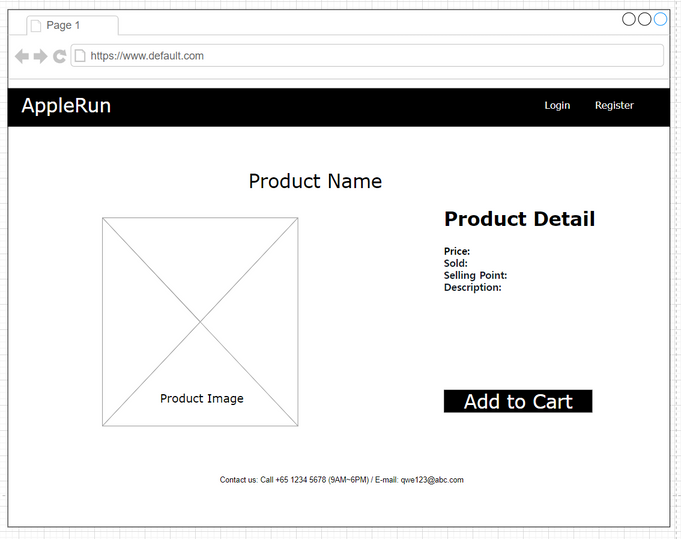 Page 1
https://www.default.com
AppleRun Login Register
Product Name
Product Detail
Price:
Sold:
Selling Point:
Description:
Product Image
Add to Cart
Contact us: Call +65 1234 5678 (9AM~6PM) / E-mail: qwe123@abc.com